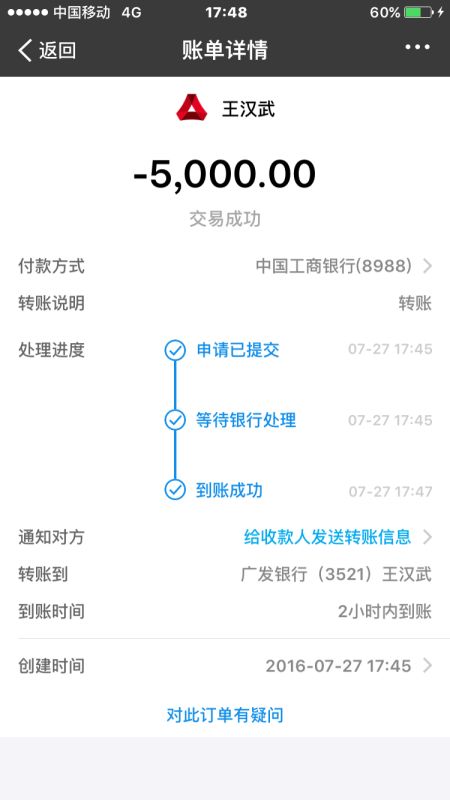 中国移动 4G 17:48 60%
返回 账单详情
王汉武
-5,000.00
交易成功
付款方式 中国工商银行(8988)
转账说明 转账
处理进度 申请已提交 07-27 17:45
等待银行处理 07-27 17:45
到账成功 07-27 17:47
通知对方 给收款人发送转账信息
转账到 广发银行（3521）王汉武
到账时间 2小时内到账
创建时间 2016-07-27 17:45
对此订单有疑问